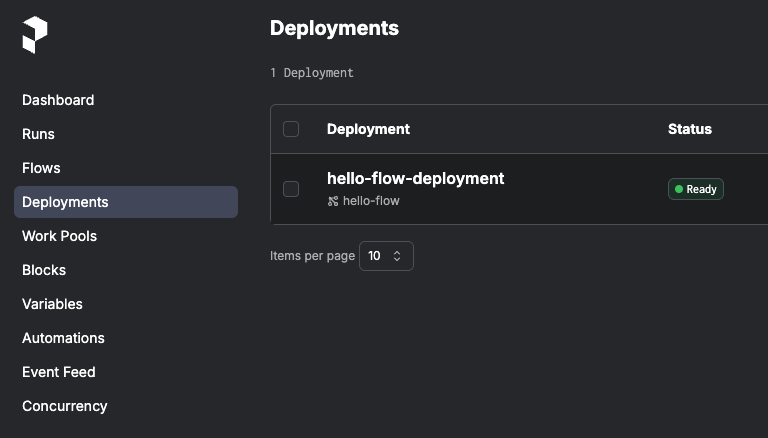 Deployments
1 Deployment
Dashboard
Runs
Flows
Deployments
Work Pools
Blocks
Variables
Automations
Event Feed
Concurrency
Deployment Status
hello-flow-deployment Ready
hello-flow
Items per page 10